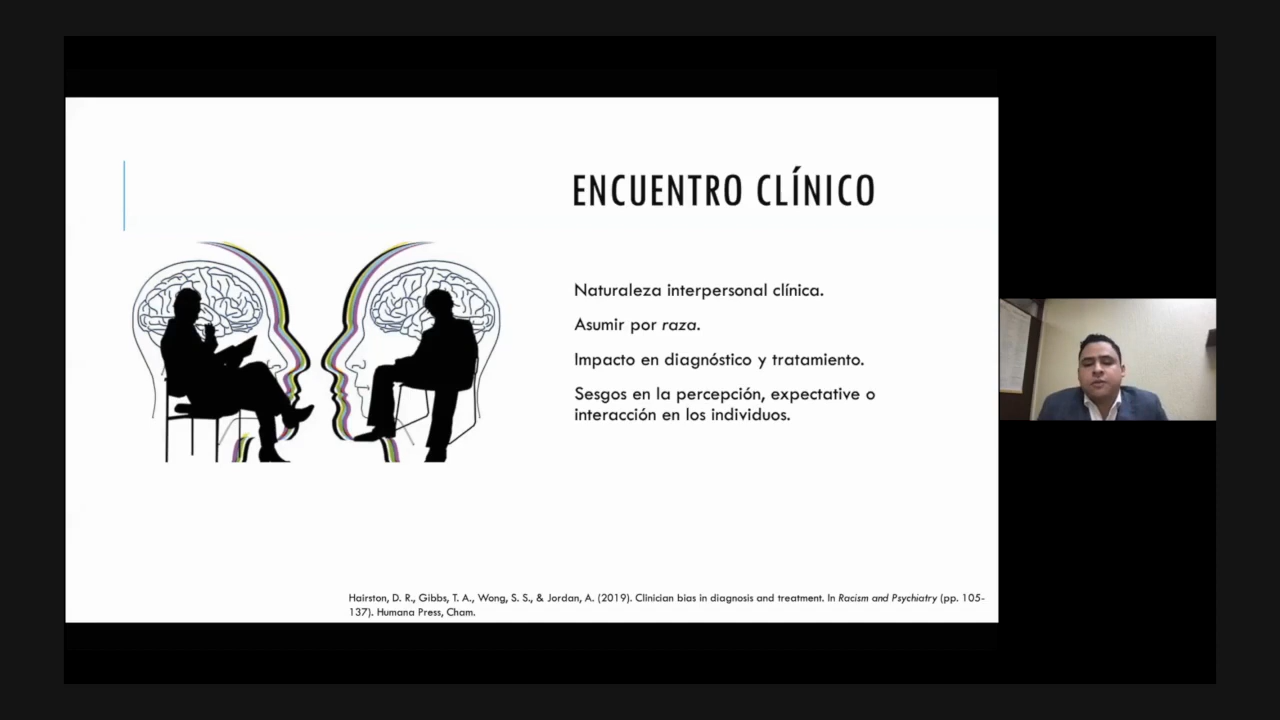 ENCUENTRO CLÍNICO
Naturaleza interpersonal clínica.
Asumir por raza.
Impacto en diagnóstico y tratamiento.
Sesgos en la percepción, expectative o
interacción en los individuos.
Hairston, D. R., Gibbs, T. A., Wong, S. S., & Jordan, A. (2019). Clinician bias in diagnosis and treatment. In Racism and Psychiatry (pp. 105-
137). Humana Press, Cham.